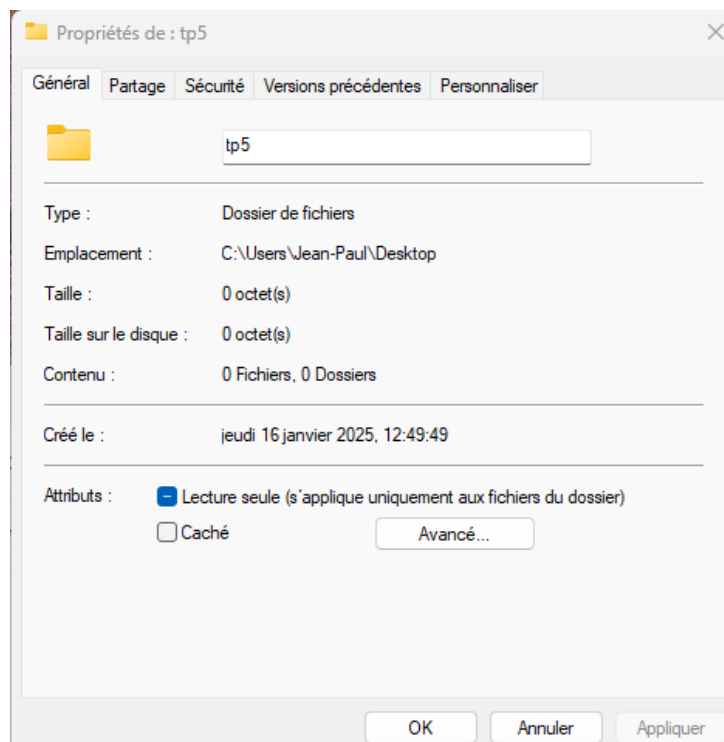 Propriétés de : tp5
Général Partage Sécurité Versions précédentes Personnaliser
tp5
Type : Dossier de fichiers
Emplacement : C:\Users\Jean-Paul\Desktop
Taille : 0 octet(s)
Taille sur le disque : 0 octet(s)
Contenu : 0 Fichiers, 0 Dossiers
Créé le : jeudi 16 janvier 2025, 12:49:49
Attributs : Lecture seule (s'applique uniquement aux fichiers du dossier)
Caché Avancé...
OK Annuler Appliquer